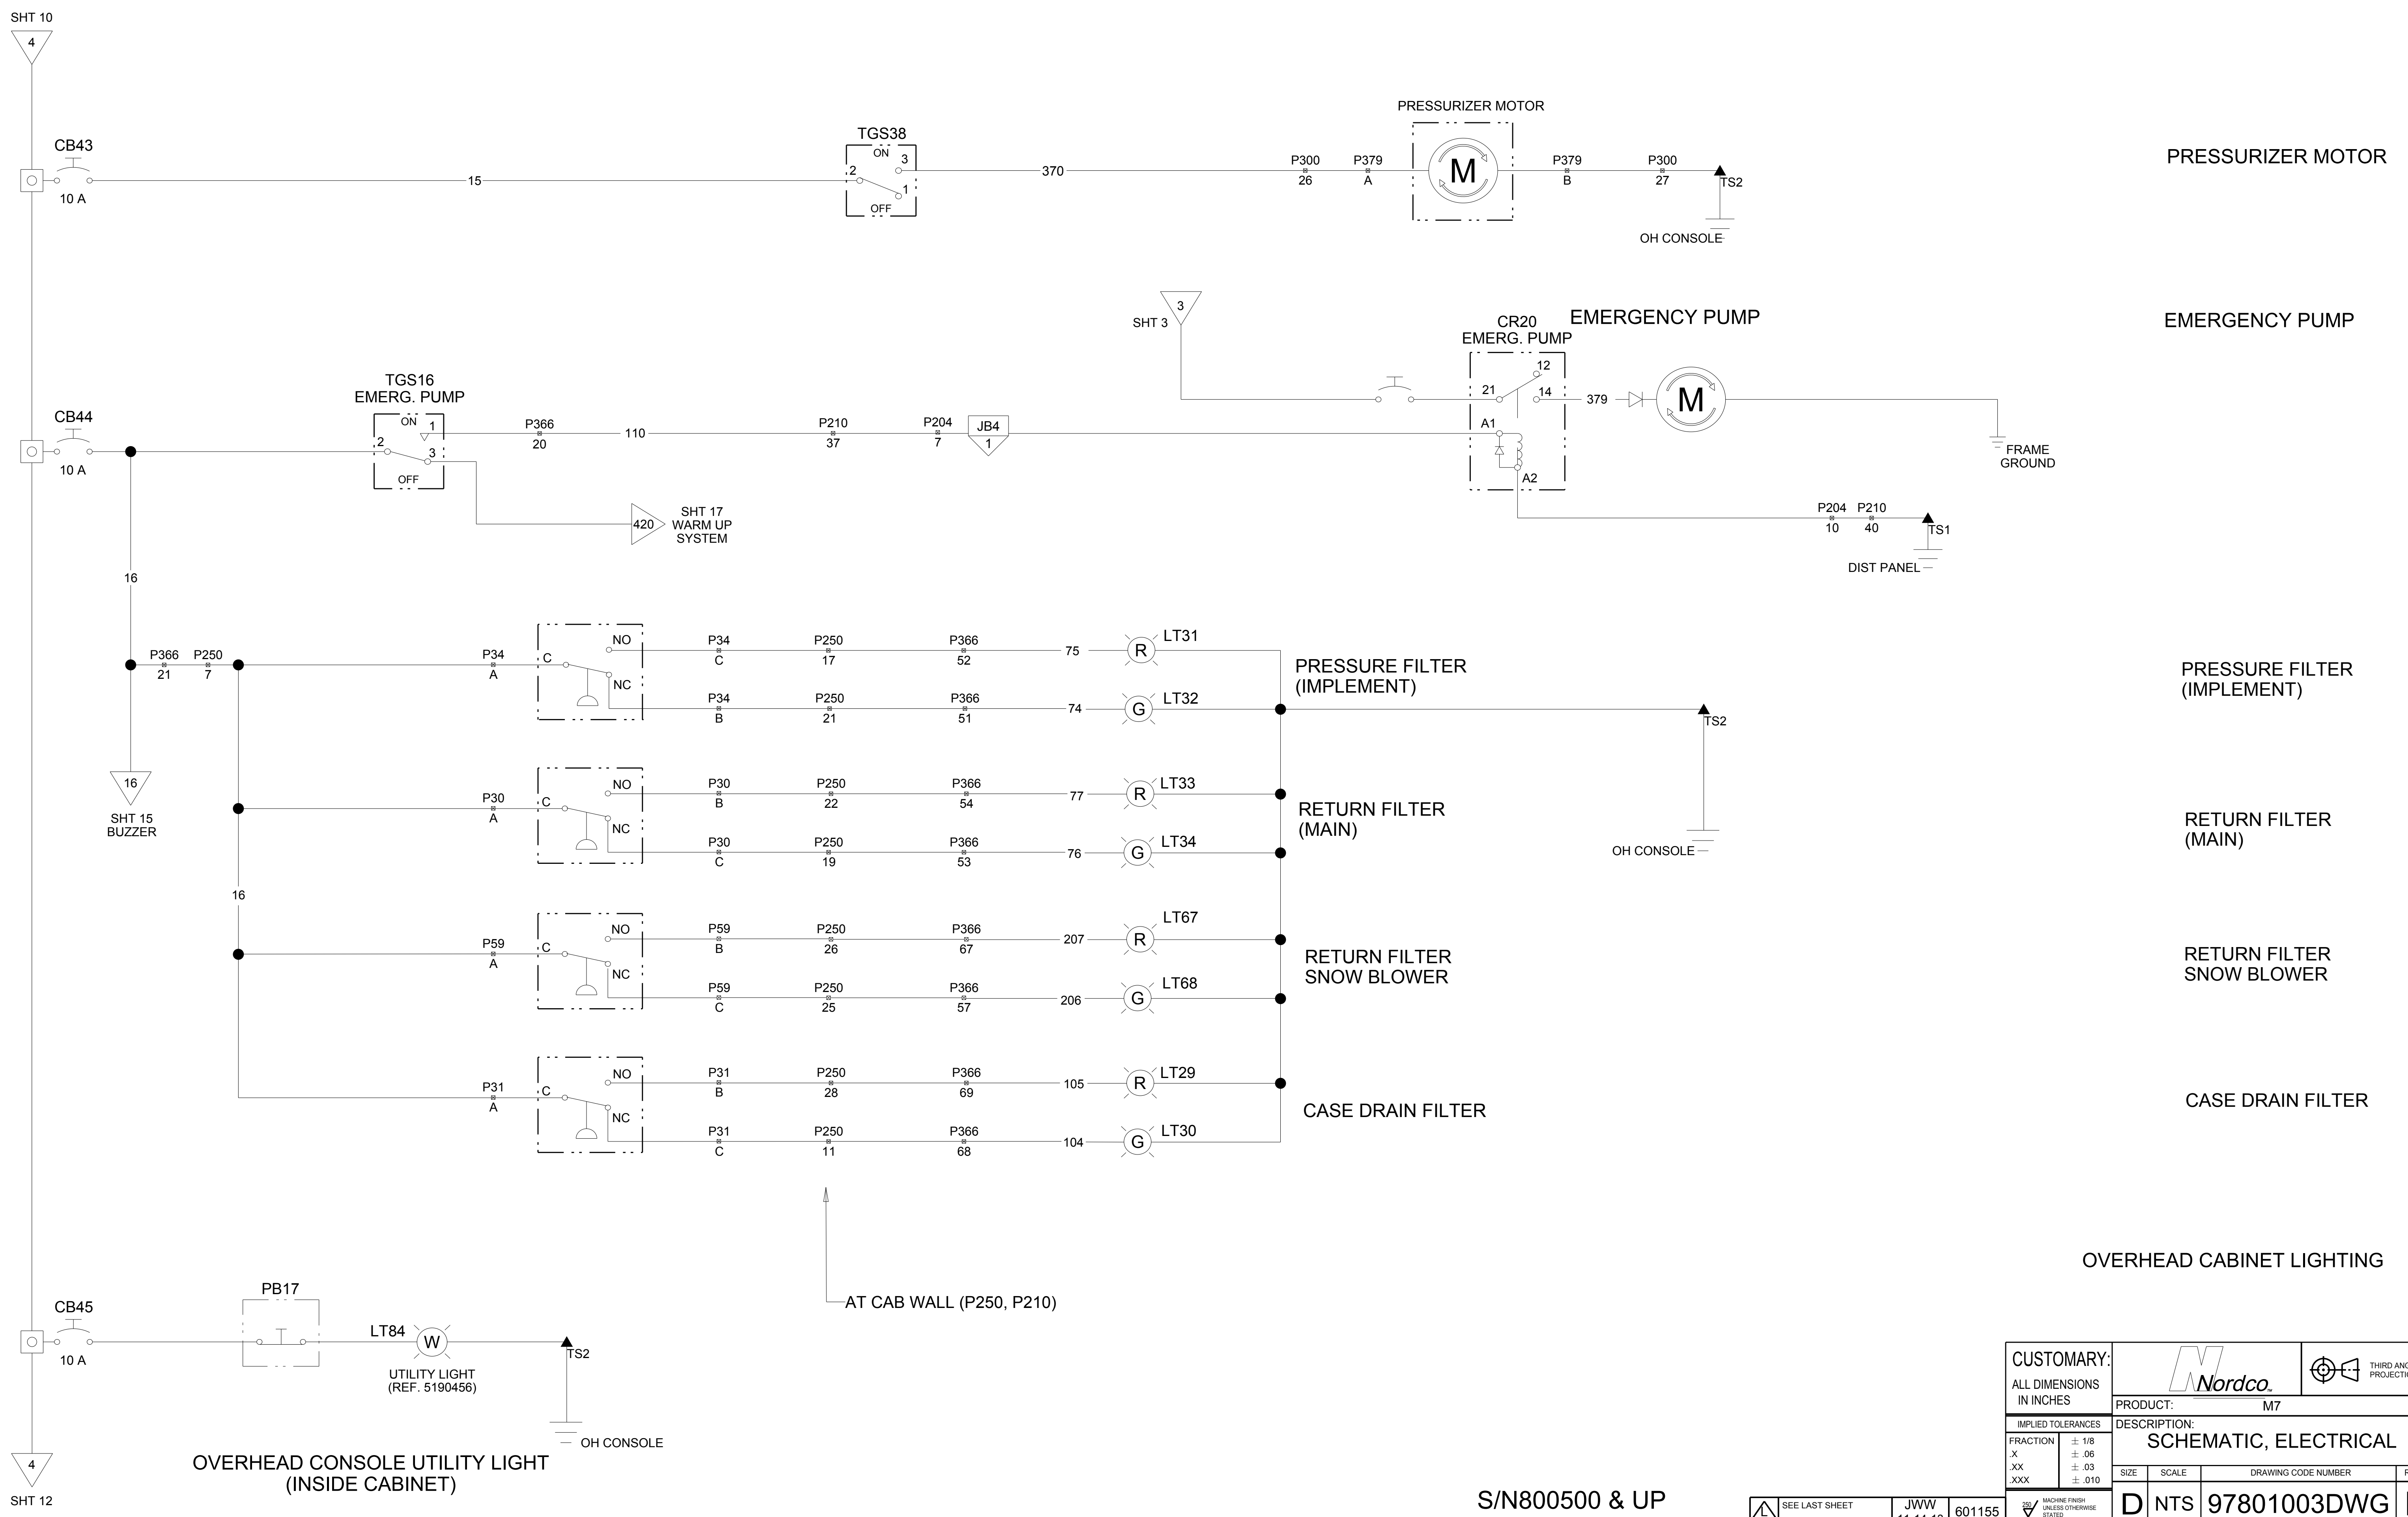 SHT 10
4
CB43
10 A
15
TGS38
ON
3
2
1
OFF
370
P300
26
P379
A
PRESSURIZER MOTOR
M
P379
B
P300
27
TS2
OH CONSOLE
PRESSURIZER MOTOR
3
SHT 3
CR20
EMERG. PUMP
EMERGENCY PUMP
EMERGENCY PUMP
12
21
14
379
M
A1
A2
FRAME
GROUND
P204
10
P210
40
TS1
DIST PANEL
CB44
10 A
TGS16
EMERG. PUMP
ON
1
2
3
OFF
P366
20
110
P210
37
P204
7
JB4
1
420
SHT 17
WARM UP
SYSTEM
16
P366
21
P250
7
16
SHT 15
BUZZER
16
P34
A
C
NO
NC
P34
C
P250
17
P366
52
75
R
LT31
P34
B
P250
21
P366
51
74
G
LT32
PRESSURE FILTER
(IMPLEMENT)
TS2
OH CONSOLE
PRESSURE FILTER
(IMPLEMENT)
P30
A
C
NO
NC
P30
B
P250
22
P366
54
77
R
LT33
P30
C
P250
19
P366
53
76
G
LT34
RETURN FILTER
(MAIN)
RETURN FILTER
(MAIN)
P59
A
C
NO
NC
P59
B
P250
26
P366
67
207
R
LT67
P59
C
P250
25
P366
57
206
G
LT68
RETURN FILTER
SNOW BLOWER
RETURN FILTER
SNOW BLOWER
P31
A
C
NO
NC
P31
B
P250
28
P366
69
105
R
LT29
P31
C
P250
11
P366
68
104
G
LT30
CASE DRAIN FILTER
CASE DRAIN FILTER
AT CAB WALL (P250, P210)
OVERHEAD CABINET LIGHTING
CB45
10 A
PB17
LT84
W
UTILITY LIGHT
(REF. 5190456)
TS2
OH CONSOLE
OVERHEAD CONSOLE UTILITY LIGHT
(INSIDE CABINET)
4
SHT 12
S/N800500 & UP
SEE LAST SHEET
JWW
601155
CUSTOMARY:
ALL DIMENSIONS
IN INCHES
IMPLIED TOLERANCES
FRACTION ± 1/8
.X ± .06
.XX ± .03
.XXX ± .010
250
MACHINE FINISH
UNLESS OTHERWISE
STATED
Nordco
THIRD
PRODUCT: M7
DESCRIPTION:
SCHEMATIC, ELECTRICAL
SIZE
SCALE
DRAWING CODE NUMBER
D
NTS
97801003DWG